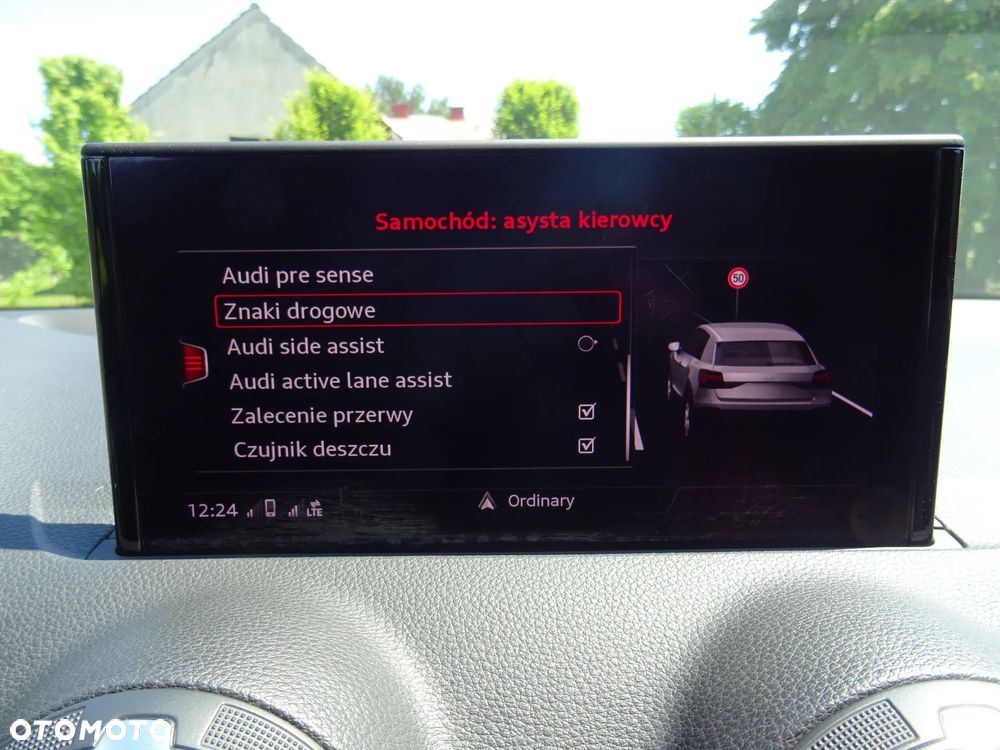 Samochód: asysta kierowcy
Audi pre sense
Znaki drogowe
Audi side assist
Audi active lane assist
Zalecenie przerwy
Czujnik deszczu
50
12:24 LTE
Ordinary
OTOMOTO